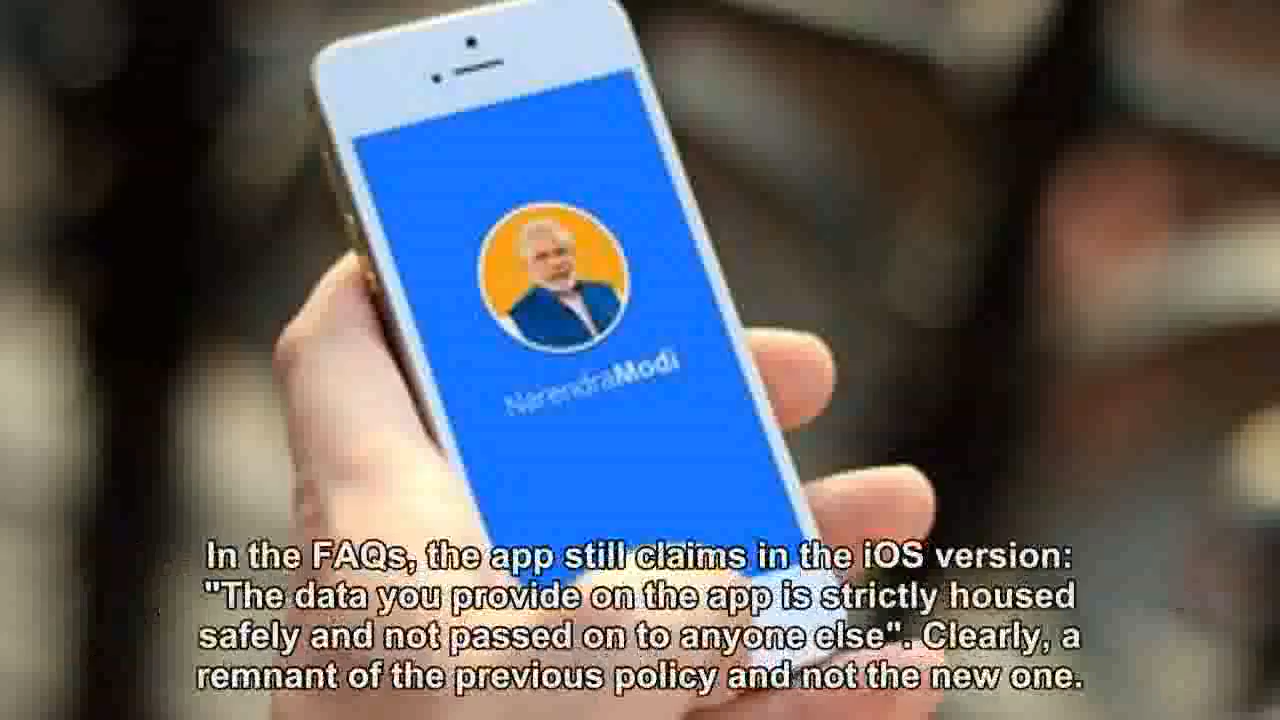 NarendraModi
In the FAQs, the app still claims in the iOS version:
"The data you provide on the app is strictly housed
safely and not passed on to anyone else". Clearly, a
remnant of the previous policy and not the new one.